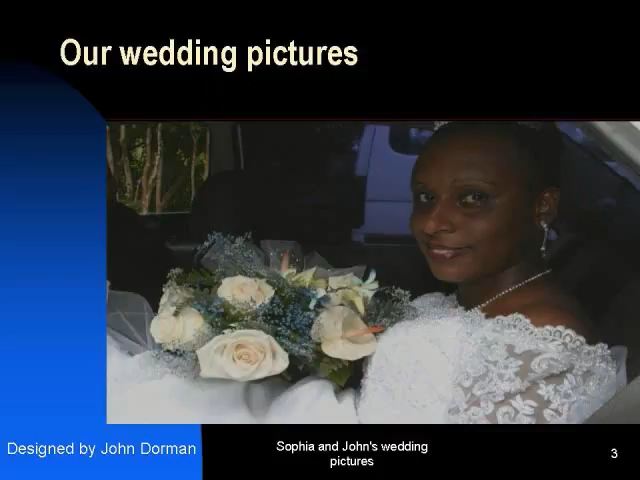 Our wedding pictures
Designed by John Dorman
Sophia and John's wedding
pictures
3